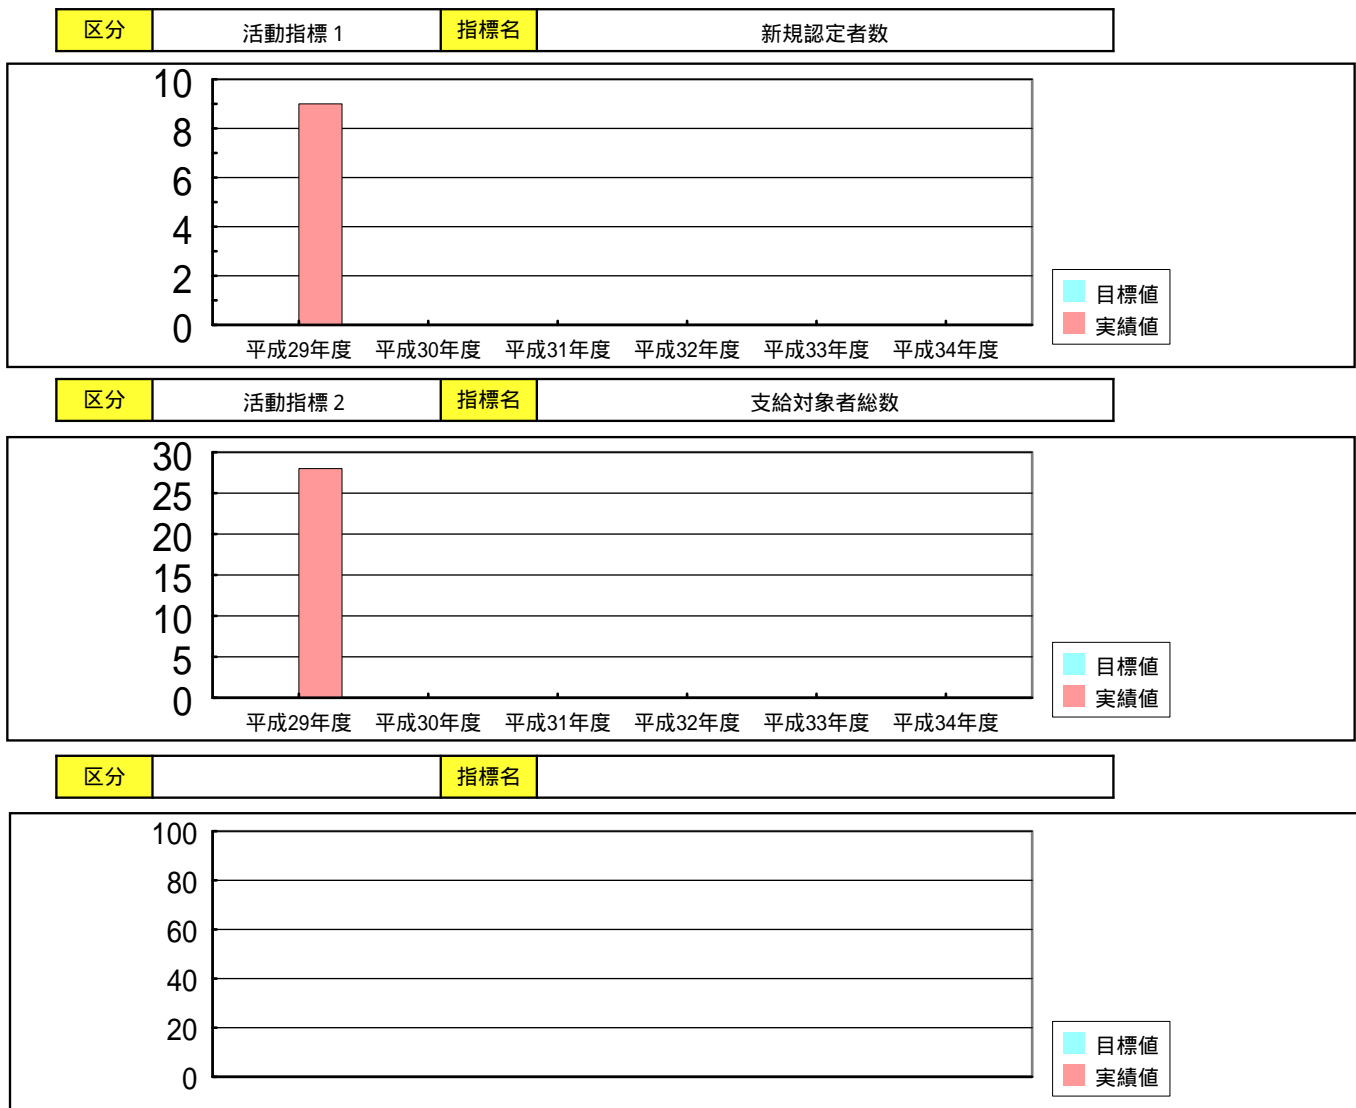 区分 活動指標1 指標名 新規認定者数
10
8
6
4
2
0
平成29年度 平成30年度 平成31年度 平成32年度 平成33年度 平成34年度
目標値
実績値
区分 活動指標2 指標名 支給対象者総数
30
25
20
15
10
5
0
平成29年度 平成30年度 平成31年度 平成32年度 平成33年度 平成34年度
目標値
実績値
区分 指標名
100
80
60
40
20
0
目標値
実績値